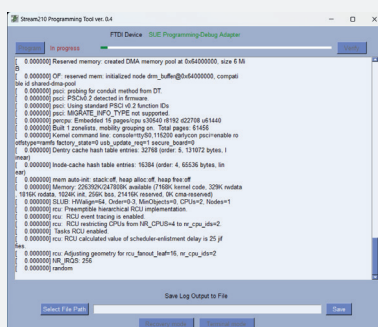 Stream210 Programming Tool ver. 0.4
FTDI Device SUE Programming-Debug Adapter
Program In progress
[ 0.000000] Reserved memory: created DMA memory pool at 0x64000000, size 6 Mi
B
[ 0.000000] OF: reserved mem: initialized node drm_buffer@0x64000000, compati
ble id shared-dma-pool
[ 0.000000] psci: probing for conduit method from DT.
[ 0.000000] psci: PSCIv0.2 detected in firmware.
[ 0.000000] psci: Using standard PSCI v0.2 function IDs
[ 0.000000] psci: MIGRATE_INFO_TYPE not supported.
[ 0.000000] percpu: Embedded 15 pages/cpu s30540 r8192 d22708 u61440
[ 0.000000] Built 1 zonelists, mobility grouping on. Total pages: 61456
[ 0.000000] Kernel command line: console=ttyS0,115200 earlycon psci=enable ro
otfstype=ramfs factory_state=0 usb_update_req=1 secure_board=0
[ 0.000000] Dentry cache hash table entries: 32768 (order: 5, 131072 bytes, l
inear)
[ 0.000000] Inode-cache hash table entries: 16384 (order: 4, 65536 bytes, lin
ear)
[ 0.000000] mem auto-init: stack:off, heap alloc:off, heap free:off
[ 0.000000] Memory: 226392K/247808K available (7168K kernel code, 329K rwdata
, 1816K rodata, 1024K init, 256K bss, 21416K reserved, 0K cma-reserved)
[ 0.000000] SLUB: HWalign=64, Order=0-3, MinObjects=0, CPUs=2, Nodes=1
[ 0.000000] rcu: Preemptible hierarchical RCU implementation.
[ 0.000000] rcu: RCU event tracing is enabled.
[ 0.000000] rcu: RCU restricting CPUs from NR_CPUS=4 to nr_cpu_ids=2.
[ 0.000000] Tasks RCU enabled.
[ 0.000000] rcu: RCU calculated value of scheduler-enlistment delay is 25 jif
fies.
[ 0.000000] rcu: Adjusting geometry for rcu_fanout_leaf=16, nr_cpu_ids=2
[ 0.000000] NR_IRQS: 256
[ 0.000000] random
Save Log Output to File
Select File Path Save